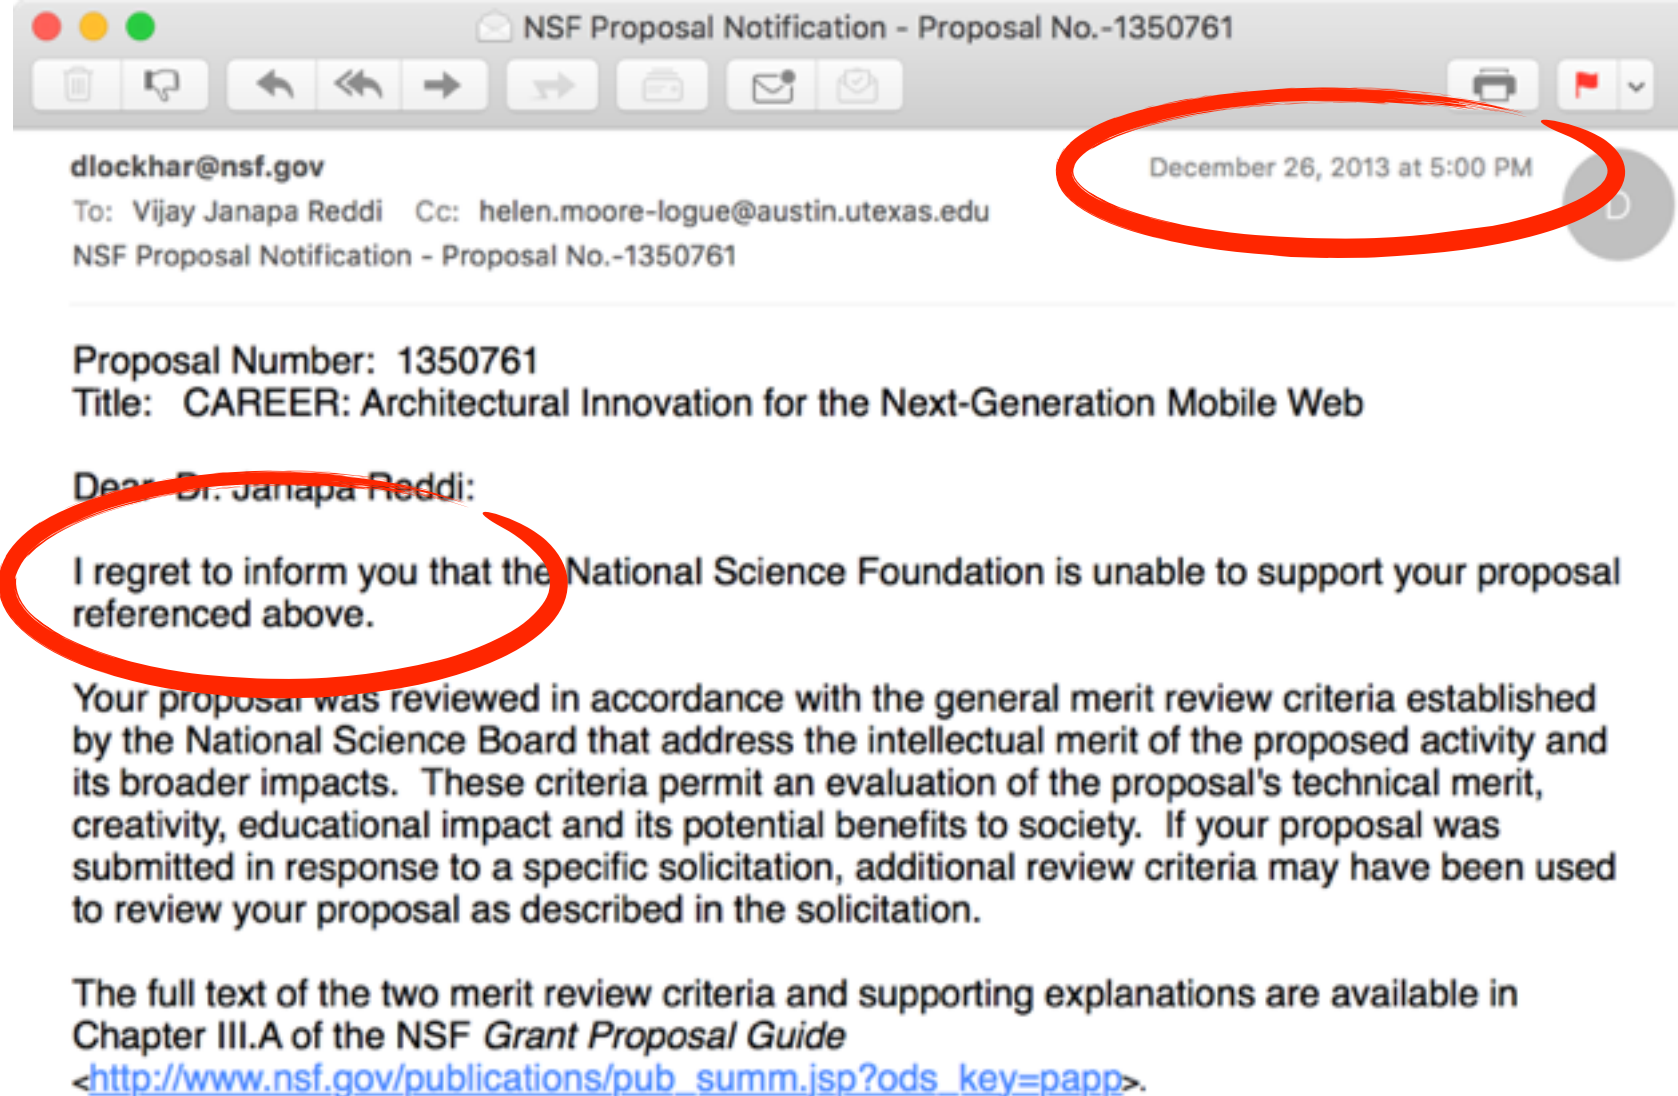 NSF Proposal Notification - Proposal No.-1350761
dlockhar@nsf.gov
December 26, 2013 at 5:00 PM
D
To: Vijay Janapa Reddi Cc: helen.moore-logue@austin.utexas.edu
NSF Proposal Notification - Proposal No.-1350761
Proposal Number: 1350761
Title: CAREER: Architectural Innovation for the Next-Generation Mobile Web
Dear Dr. Janapa Reddi:
I regret to inform you that the National Science Foundation is unable to support your proposal
referenced above.
Your proposal was reviewed in accordance with the general merit review criteria established
by the National Science Board that address the intellectual merit of the proposed activity and
its broader impacts. These criteria permit an evaluation of the proposal's technical merit,
creativity, educational impact and its potential benefits to society. If your proposal was
submitted in response to a specific solicitation, additional review criteria may have been used
to review your proposal as described in the solicitation.
The full text of the two merit review criteria and supporting explanations are available in
Chapter III.A of the NSF Grant Proposal Guide
<http://www.nsf.gov/publications/pub_summ.jsp?ods_key=papp>.